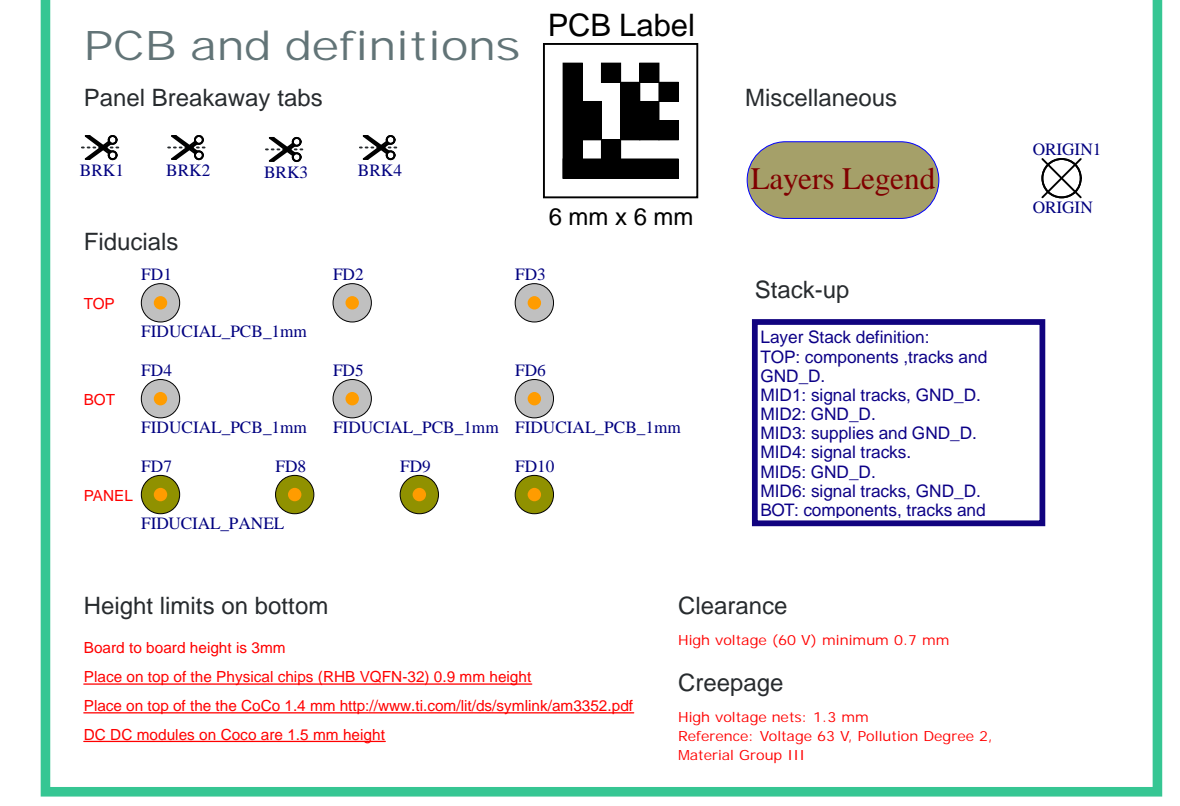 PCB and definitions
PCB Label
6 mm x 6 mm
Panel Breakaway tabs
BRK1
BRK2
BRK3
BRK4
Miscellaneous
Layers Legend
ORIGIN1
ORIGIN
Fiducials
FD1
FD2
FD3
TOP
FIDUCIAL_PCB_1mm
FD4
FD5
FD6
BOT
FIDUCIAL_PCB_1mm
FIDUCIAL_PCB_1mm
FIDUCIAL_PCB_1mm
FD7
FD8
FD9
FD10
PANEL
FIDUCIAL_PANEL
Stack-up
Layer Stack definition:
TOP: components ,tracks and
GND_D.
MID1: signal tracks, GND_D.
MID2: GND_D.
MID3: supplies and GND_D.
MID4: signal tracks.
MID5: GND_D.
MID6: signal tracks, GND_D.
BOT: components, tracks and
Height limits on bottom
Board to board height is 3mm
Place on top of the Physical chips (RHB VQFN-32) 0.9 mm height
Place on top of the the CoCo 1.4 mm http://www.ti.com/lit/ds/symlink/am3352.pdf
DC DC modules on Coco are 1.5 mm height
Clearance
High voltage (60 V) minimum 0.7 mm
Creepage
High voltage nets: 1.3 mm
Reference: Voltage 63 V, Pollution Degree 2,
Material Group III